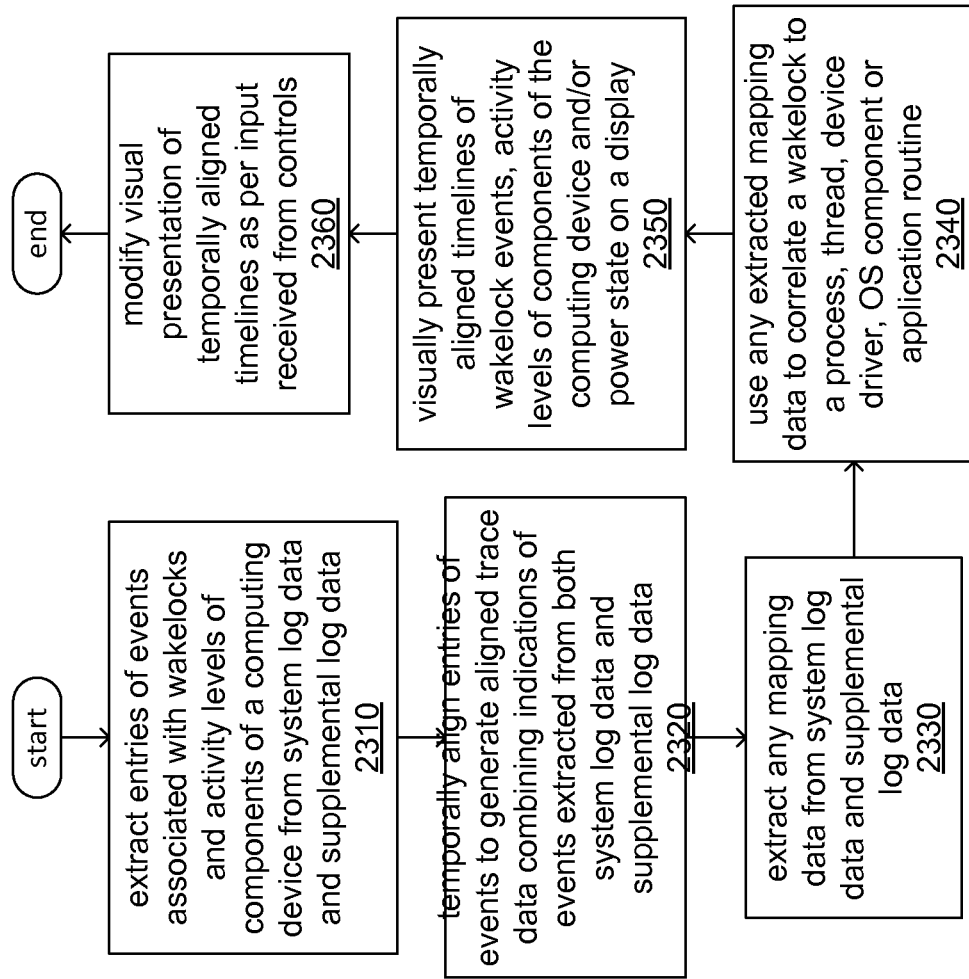 start
extract entries of events
associated with wakelocks
and activity levels of
components of a computing
device from system log data
and supplemental log data
2310
temporally align entries of
events to generate aligned trace
data combining indications of
events extracted from both
system log data and
supplemental log data
2320
extract any mapping
data from system log
data and supplemental
log data
2330
use any extracted mapping
data to correlate a wakelock to
a process, thread, device
driver, OS component or
application routine
2340
visually present temporally
aligned timelines of
wakelock events, activity
levels of components of the
computing device and/or
power state on a display
2350
modify visual
presentation of
temporally aligned
timelines as per input
received from controls
2360
end